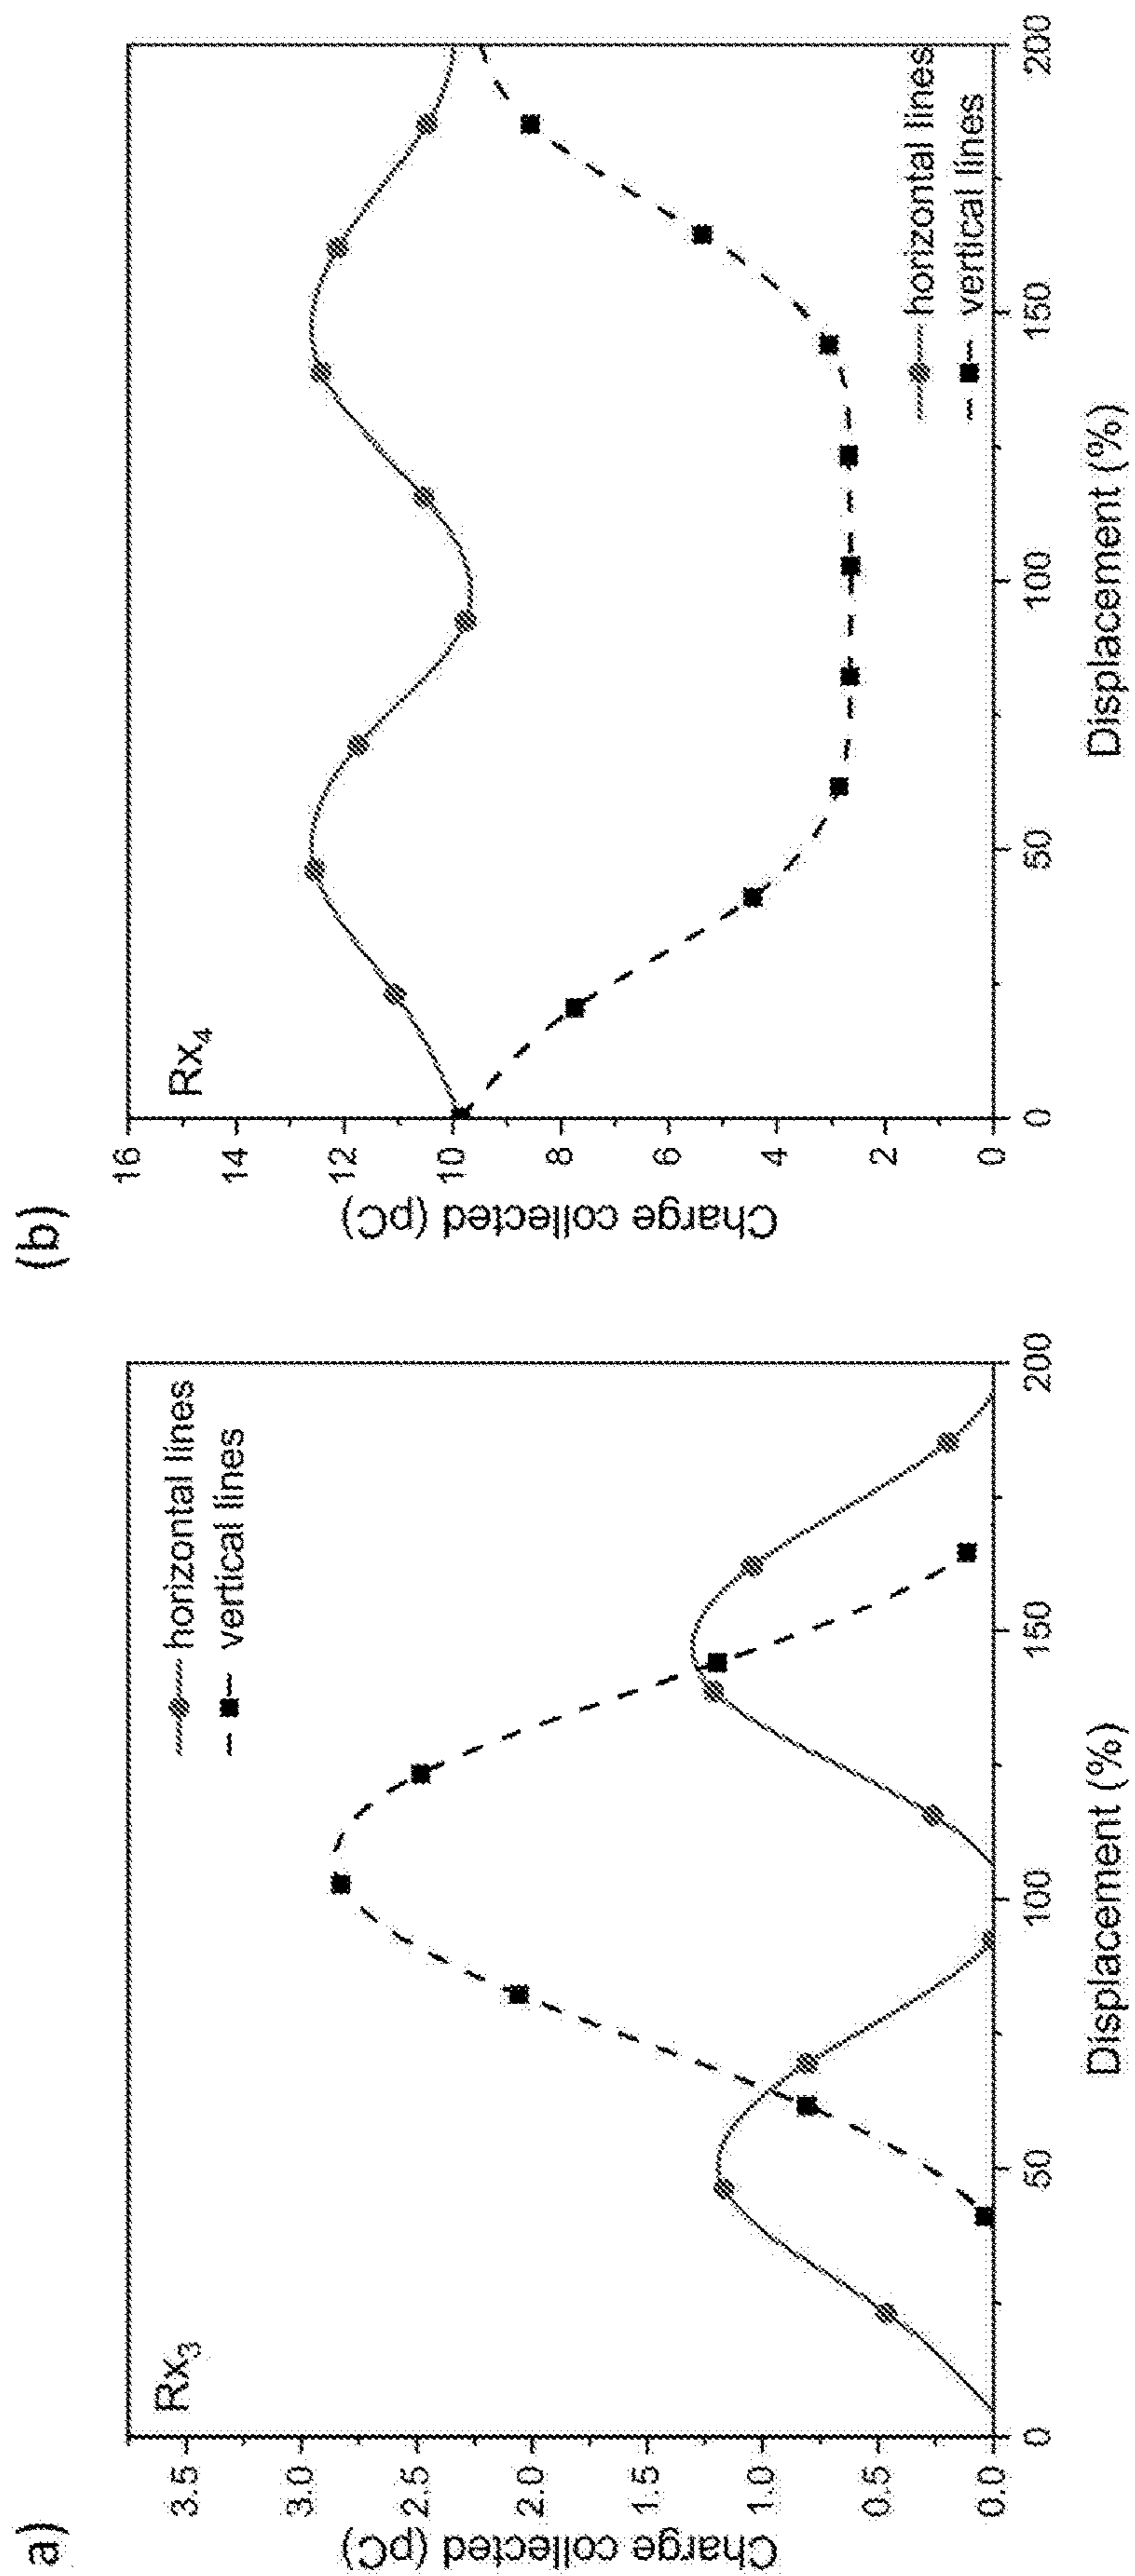 a)
Rx3
horizontal lines
vertical lines
Charge collected (pC)
3.5
3.0
2.5
2.0
1.5
1.0
0.5
0.0
0
50
100
150
200
Displacement (%)
(b)
Rx4
Charge collected (pC)
16
14
12
10
8
6
4
2
0
horizontal lines
vertical lines
0
50
100
150
200
Displacement (%)